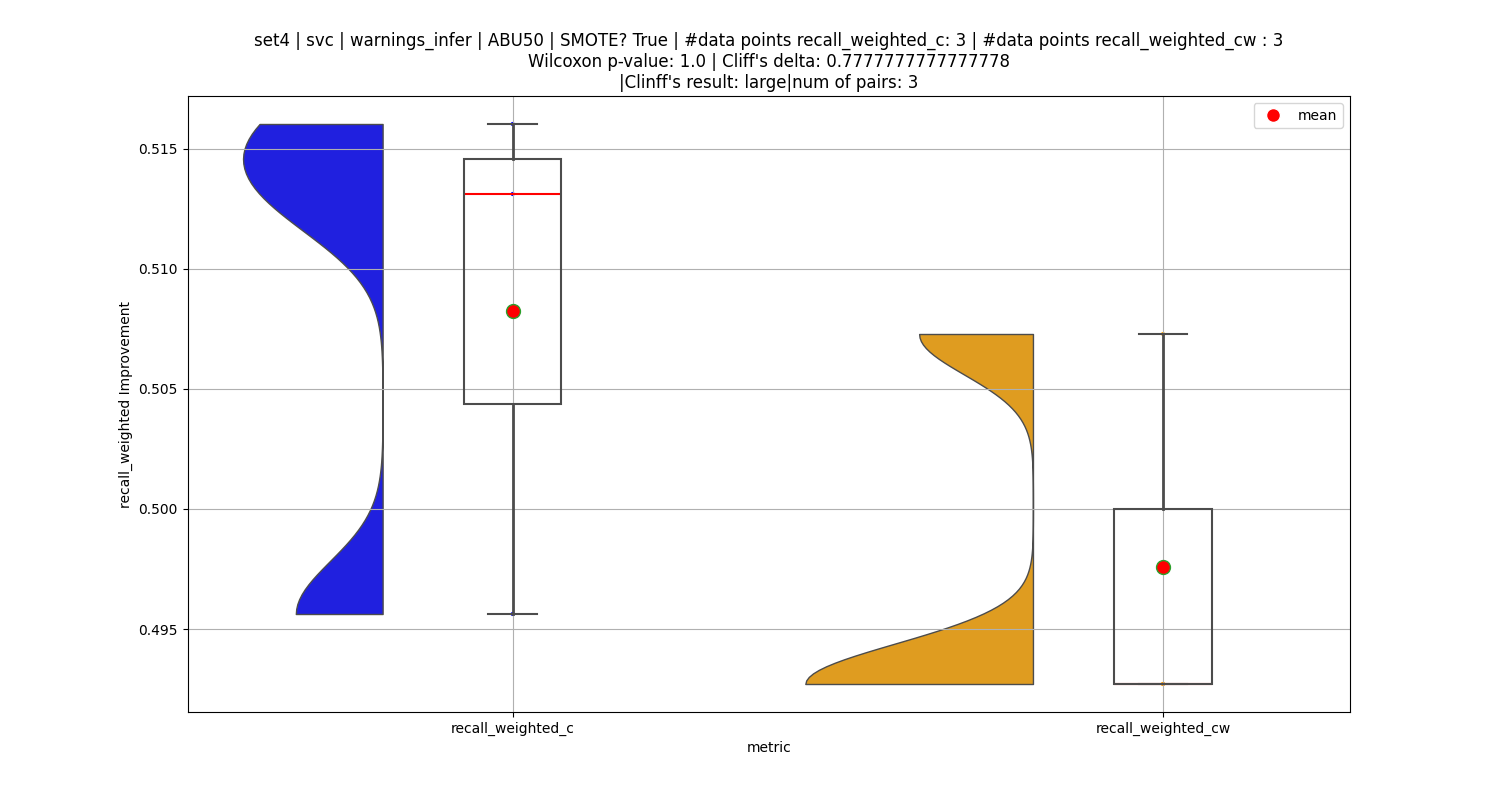 set4 | svc | warnings_infer | ABU50 | SMOTE? True | #data points recall_weighted_c: 3 | #data points recall_weighted_cw : 3
Wilcoxon p-value: 1.0 | Cliff's delta: 0.7777777777777778
|Clinff's result: large|num of pairs: 3
mean
0.515
0.510
0.505
0.500
0.495
recall_weighted Improvement
recall_weighted_c
recall_weighted_cw
metric